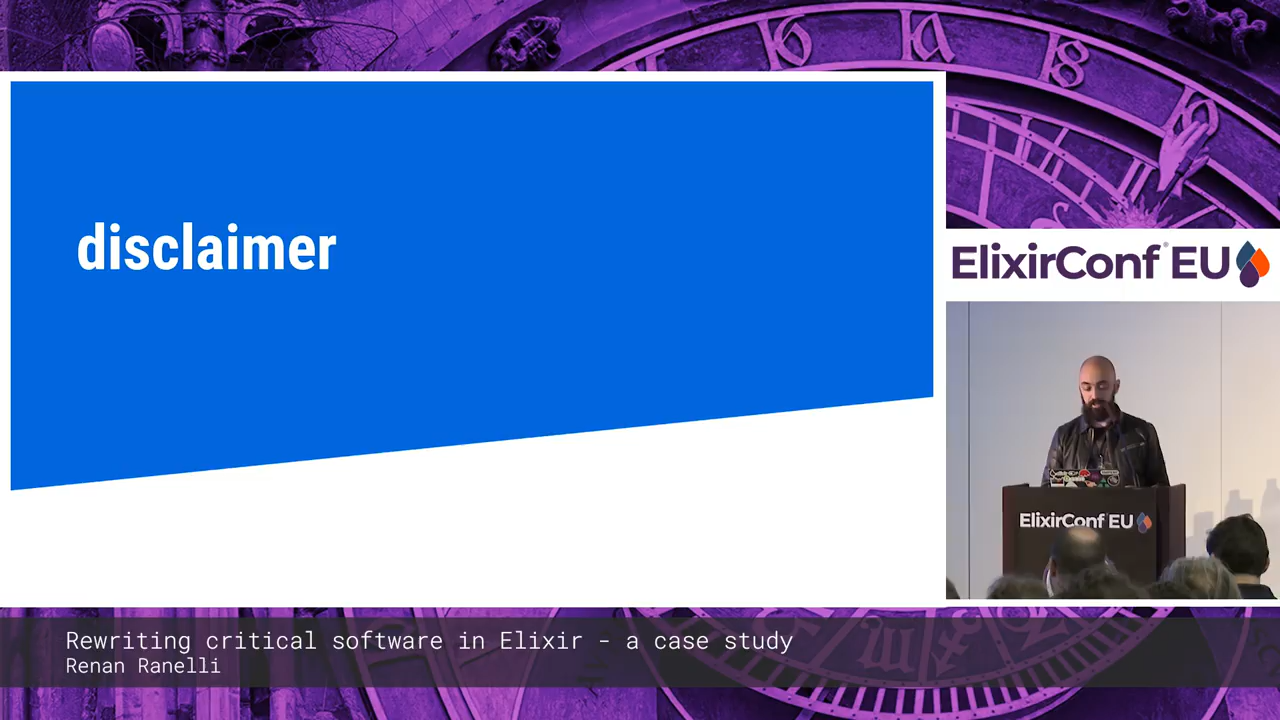 disclaimer
ElixirConf® EU
ElixirConf EU
Rewriting critical software in Elixir - a case study
Renan Ranelli